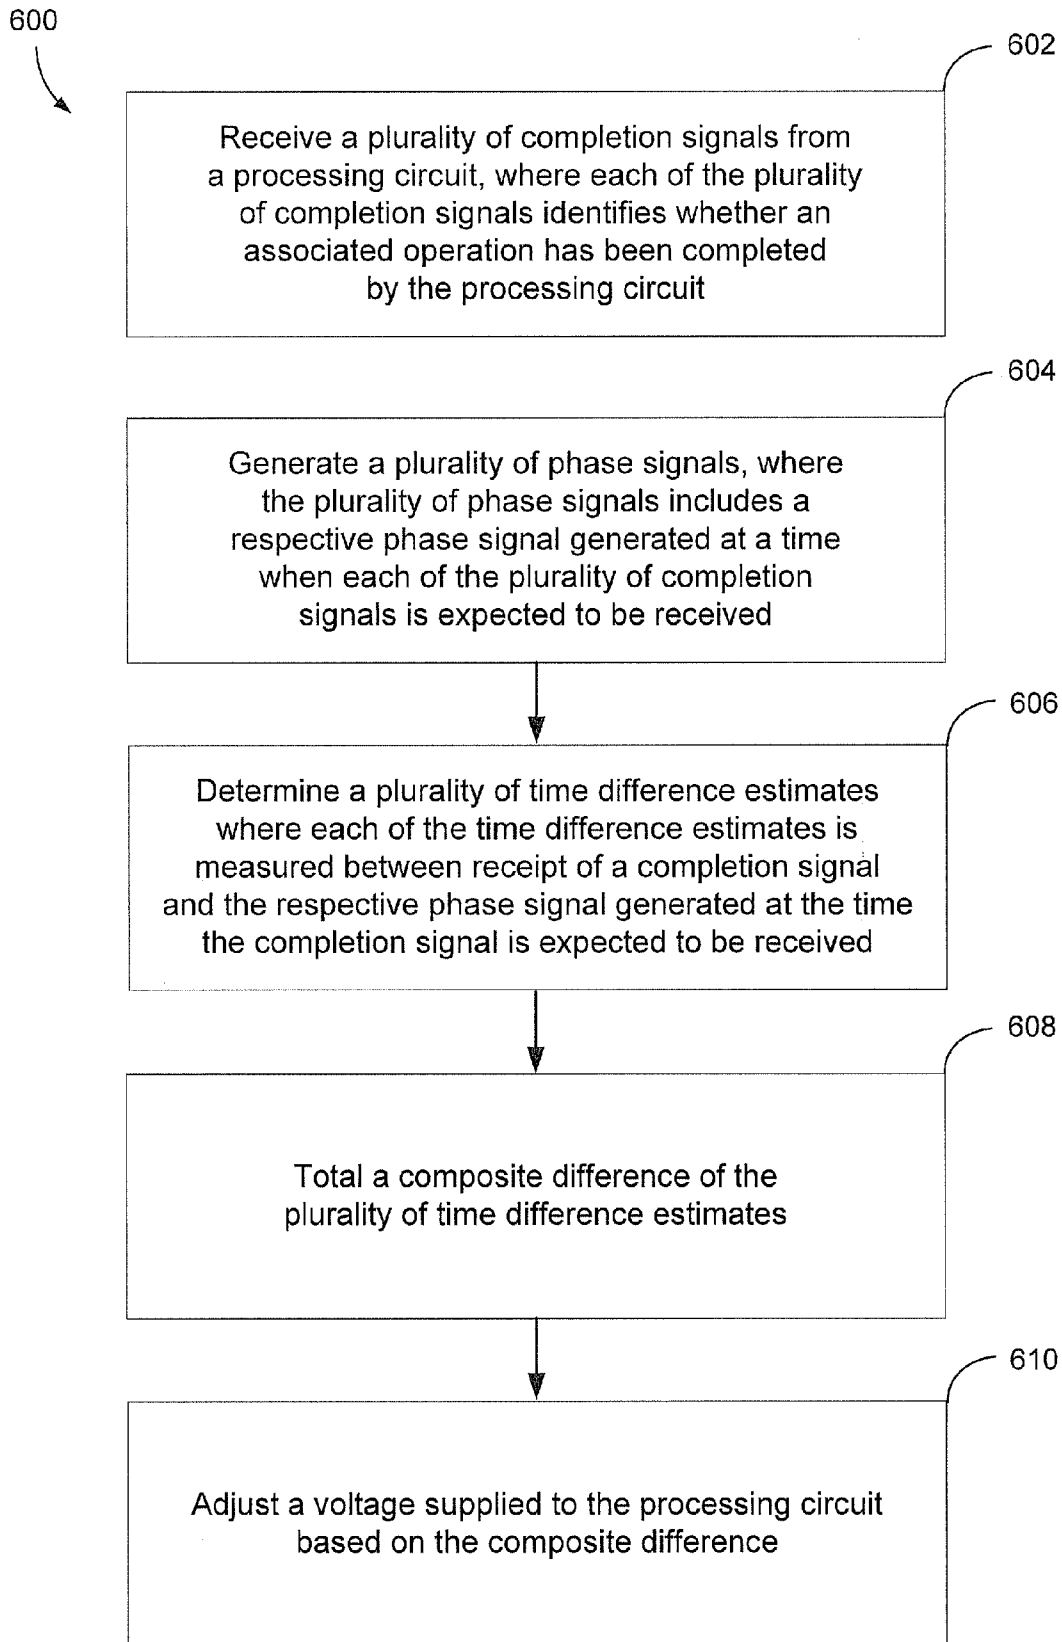 600
602
Receive a plurality of completion signals from
a processing circuit, where each of the plurality
of completion signals identifies whether an
associated operation has been completed
by the processing circuit
604
Generate a plurality of phase signals, where
the plurality of phase signals includes a
respective phase signal generated at a time
when each of the plurality of completion
signals is expected to be received
606
Determine a plurality of time difference estimates
where each of the time difference estimates is
measured between receipt of a completion signal
and the respective phase signal generated at the time
the completion signal is expected to be received
608
Total a composite difference of the
plurality of time difference estimates
610
Adjust a voltage supplied to the processing circuit
based on the composite difference